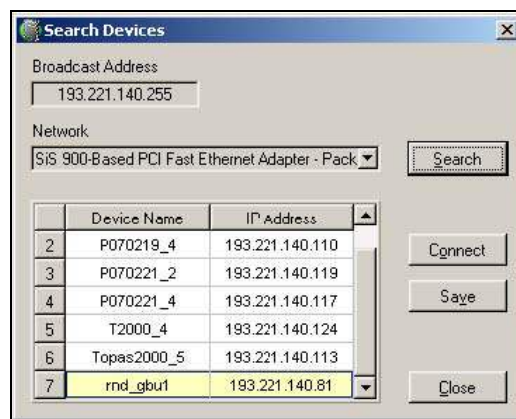 Search Devices
Broadcast Address
193.221.140.255
Network
SiS 900-Based PCI Fast Ethernet Adapter - Pack
Search
Device Name IP Address
2 P070219_4 193.221.140.110
3 P070221_2 193.221.140.119
4 P070221_4 193.221.140.117
5 T2000_4 193.221.140.124
6 Topas2000_5 193.221.140.113
7 rnd_gbu1 193.221.140.81
Connect
Save
Close